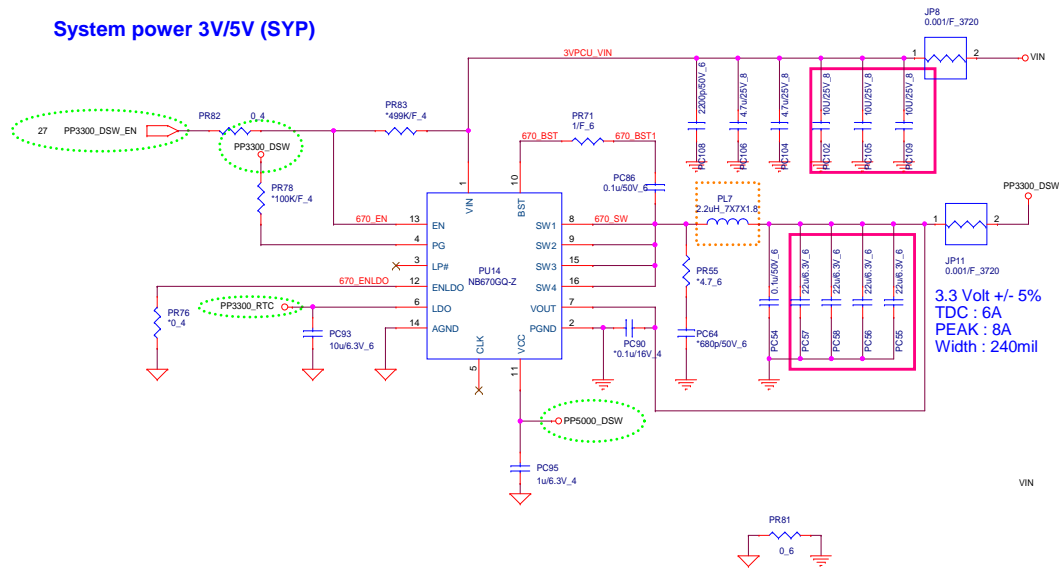 System power 3V/5V (SYP)
JP8
0.001/F_3720
1
2
VIN
3VPCU_VIN
2200p/50V_6
PC108
4.7u/25V_8
PC106
4.7u/25V_8
PC104
10U/25V_8
PC102
10U/25V_8
PC105
10U/25V_8
PC109
27
PP3300_DSW_EN
PR82
0_4
PR83
*499K/F_4
PP3300_DSW
PR78
*100K/F_4
670_BST
PR71
1/F_6
670_BST1
PC86
0.1u/50V_6
1
10
VIN
BST
670_EN
13
EN
4
PG
3
LP#
670_ENLDO
12
ENLDO
6
LDO
14
AGND
PU14
NB670GQ-Z
SW1
8
670_SW
SW2
9
SW3
15
SW4
16
VOUT
7
PGND
2
CLK
5
VCC
11
PL7
2.2uH_7X7X1.8
PP3300_DSW
1
2
JP11
0.001/F_3720
PR55
*4.7_6
PC64
*680p/50V_6
PC90
*0.1u/16V_4
0.1u/50V_6
PC54
22u/6.3V_6
PC57
22u/6.3V_6
PC58
22u/6.3V_6
PC56
22u/6.3V_6
PC55
3.3 Volt +/- 5%
TDC : 6A
PEAK : 8A
Width : 240mil
PR76
*0_4
PP3300_RTC
PC93
10u/6.3V_6
PP5000_DSW
PC95
1u/6.3V_4
VIN
PR81
0_6